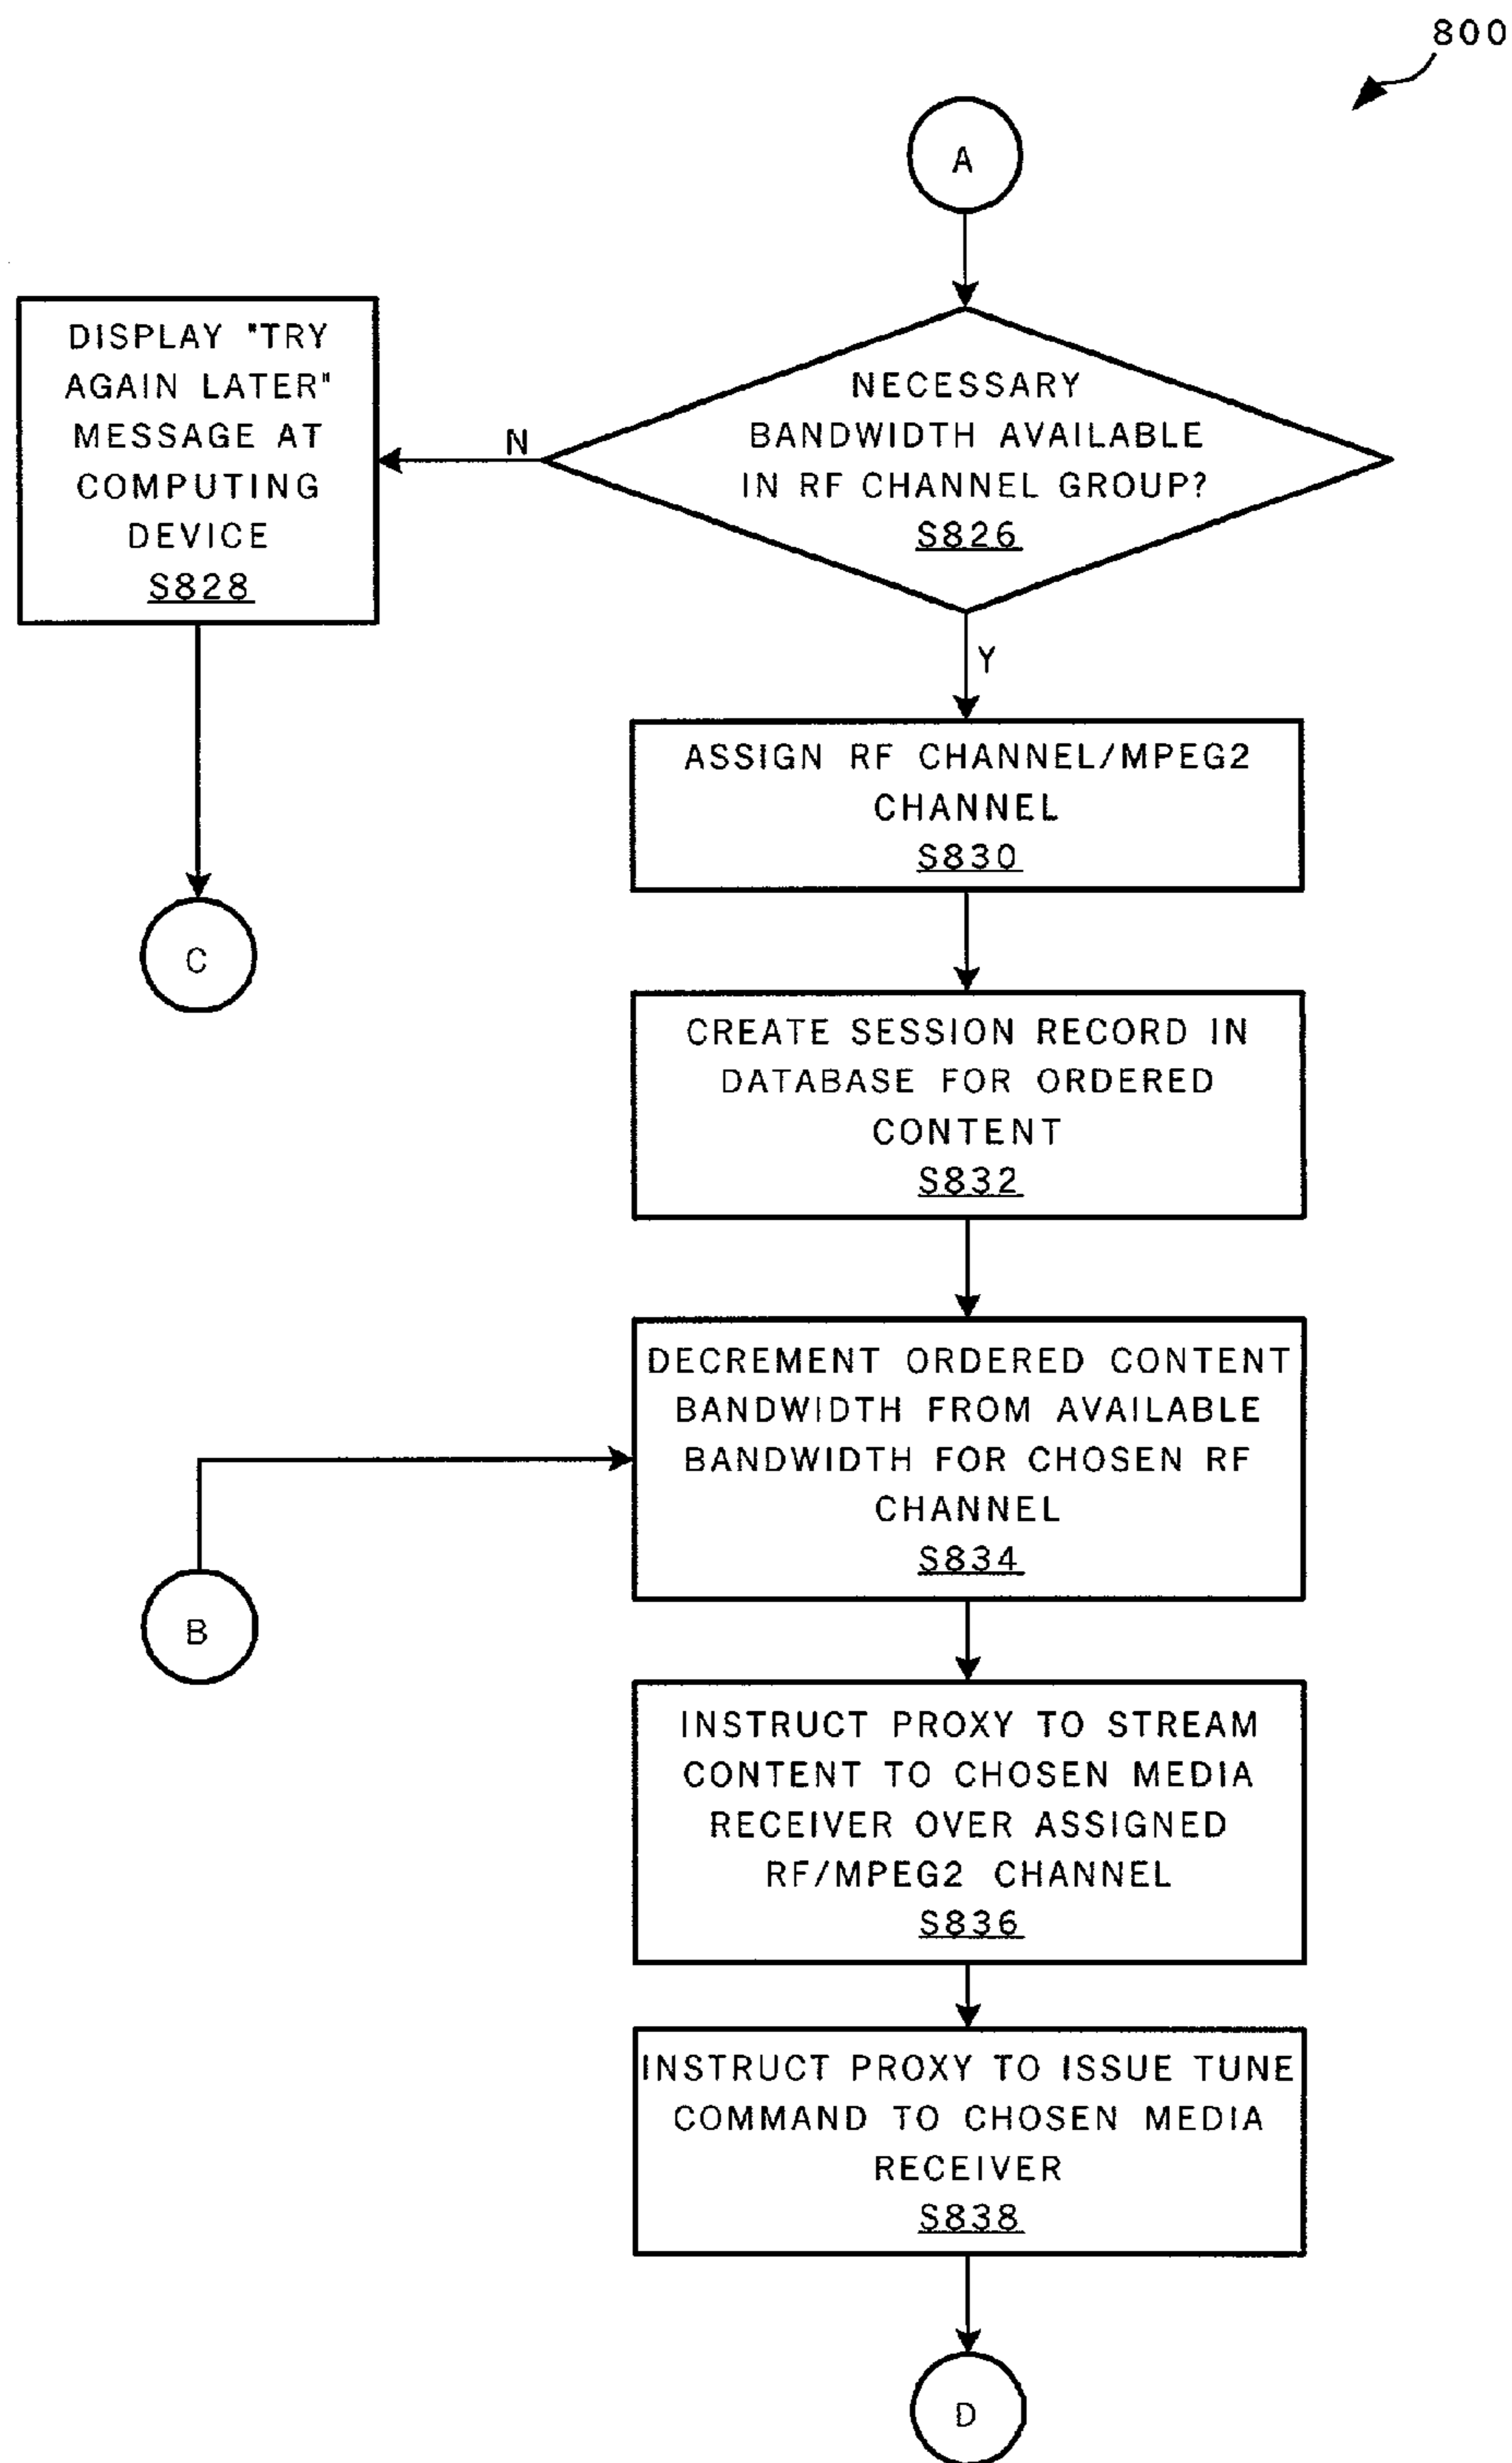 800
A
NECESSARY
BANDWIDTH AVAILABLE
IN RF CHANNEL GROUP?
S826
N
DISPLAY "TRY
AGAIN LATER"
MESSAGE AT
COMPUTING
DEVICE
S828
C
Y
ASSIGN RF CHANNEL/MPEG2
CHANNEL
S830
CREATE SESSION RECORD IN
DATABASE FOR ORDERED
CONTENT
S832
DECREMENT ORDERED CONTENT
BANDWIDTH FROM AVAILABLE
BANDWIDTH FOR CHOSEN RF
CHANNEL
S834
B
INSTRUCT PROXY TO STREAM
CONTENT TO CHOSEN MEDIA
RECEIVER OVER ASSIGNED
RF/MPEG2 CHANNEL
S836
INSTRUCT PROXY TO ISSUE TUNE
COMMAND TO CHOSEN MEDIA
RECEIVER
S838
D